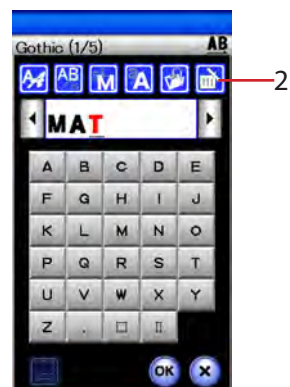 Gothic (1/5) AB
A AB M A
2
MAT
A B C D E
F G H I J
K L M N O
P Q R S T
U V W X Y
Z .
OK X